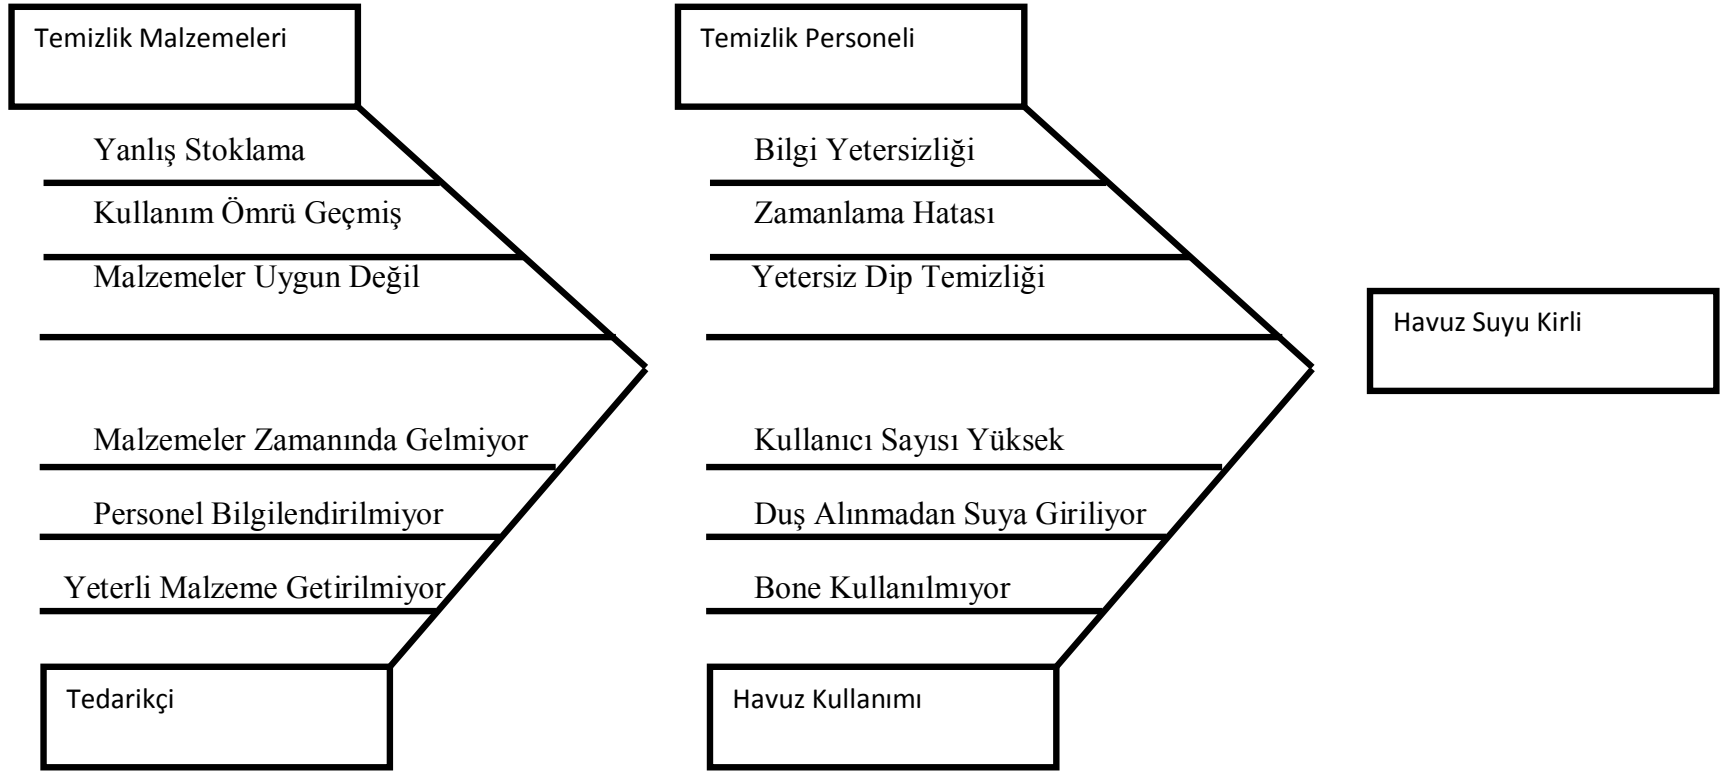 Temizlik Malzemeleri
Temizlik Personeli
Yanlış Stoklama
Kullanım Ömrü Geçmiş
Malzemeler Uygun Değil
Bilgi Yetersizliği
Zamanlama Hatası
Yetersiz Dip Temizliği
Havuz Suyu Kirli
Malzemeler Zamanında Gelmiyor
Personel Bilgilendirilmiyor
Yeterli Malzeme Getirilmiyor
Kullanıcı Sayısı Yüksek
Duş Alınmadan Suya Giriliyor
Bone Kullanılmıyor
Tedarikçi
Havuz Kullanımı